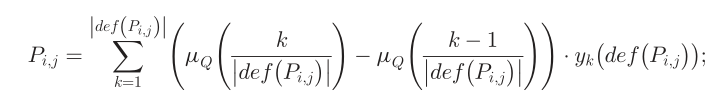 $P_{i,j} = \sum_{k=1}^{|def(P_{i,j})|} \left( \mu_Q \left( \frac{k}{|def(P_{i,j})|} \right) - \mu_Q \left( \frac{k-1}{|def(P_{i,j})|} \right) \right) \cdot y_k (def(P_{i,j}));$